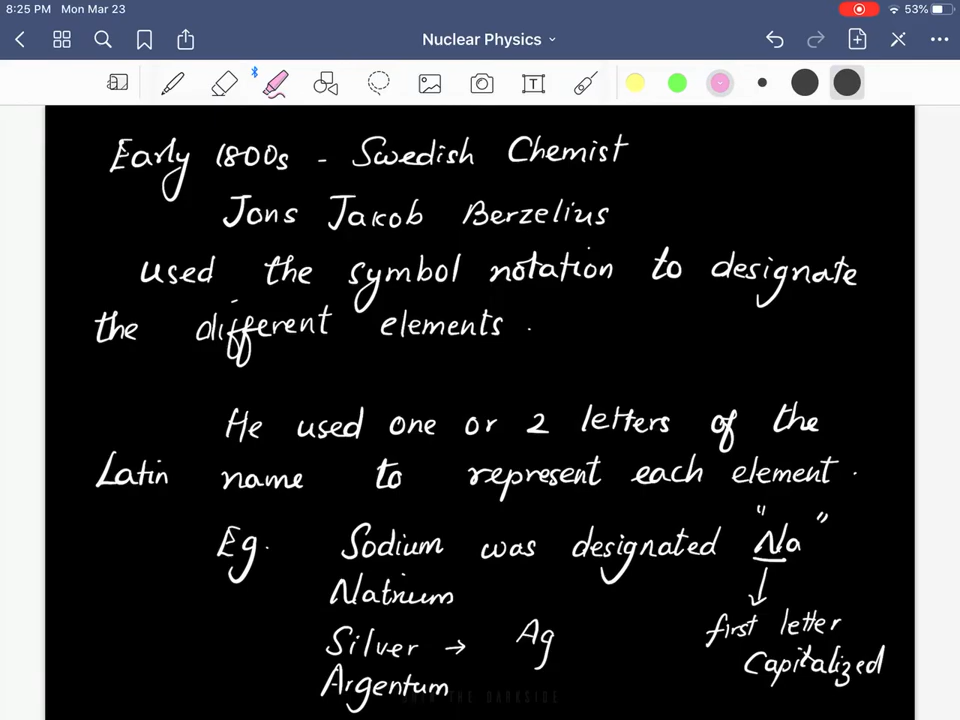 8:25 PM Mon Mar 23
53%
Nuclear Physics
T
Early 1800s - Swedish Chemist
Jons Jakob Berzelius
used the symbol notation to designate
the different elements.
He used one or 2 letters of the
Latin name to represent each element.
Eg. Sodium was designated "Na"
Natrium
first letter
Silver → Ag
Capitalized
Argentum
THE DARKSIDE